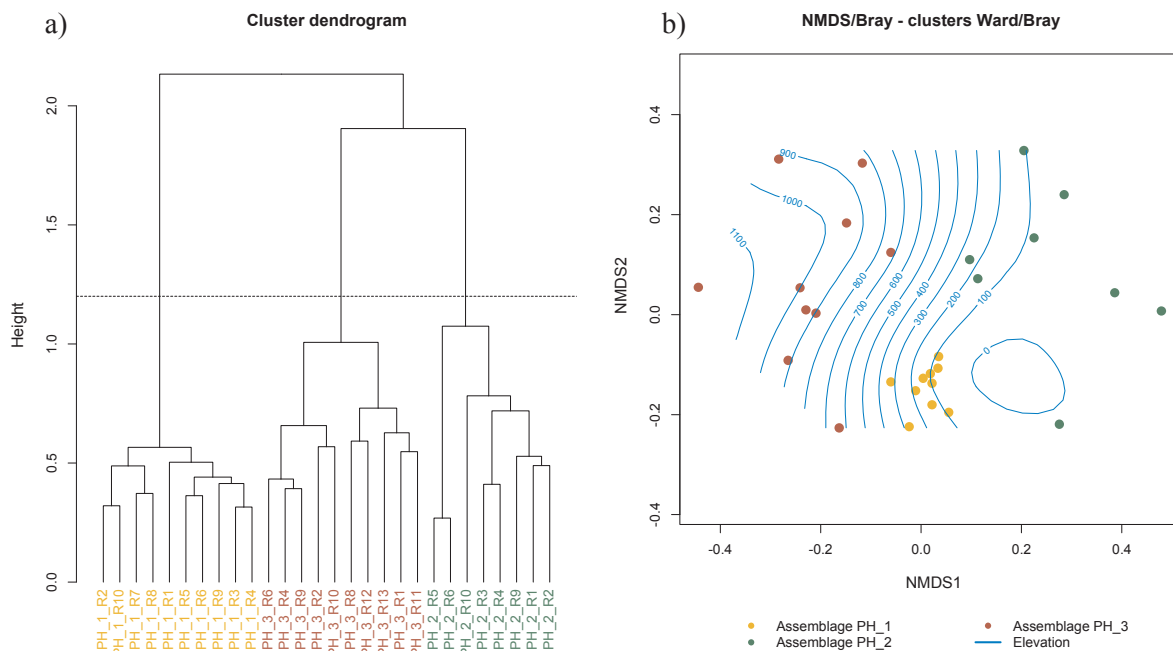 a)
Cluster dendrogram
Height
2.0
1.5
1.0
0.5
0.0
PH_1_R2
PH_1_R10
PH_1_R7
PH_1_R8
PH_1_R1
PH_1_R5
PH_1_R6
PH_1_R9
PH_1_R3
PH_1_R4
PH_3_R6
PH_3_R4
PH_3_R9
PH_3_R2
PH_3_R10
PH_3_R8
PH_3_R12
PH_3_R13
PH_3_R1
PH_3_R11
PH_2_R5
PH_2_R6
PH_2_R10
PH_2_R3
PH_2_R4
PH_2_R9
PH_2_R1
PH_2_R2
b)
NMDS/Bray - clusters Ward/Bray
NMDS2
0.4
0.2
0.0
-0.2
-0.4
900
1000
1100
800
700
600
500
400
300
200
100
0
-0.4
-0.2
0.0
0.2
0.4
NMDS1
Assemblage PH_1
Assemblage PH_3
Assemblage PH_2
Elevation